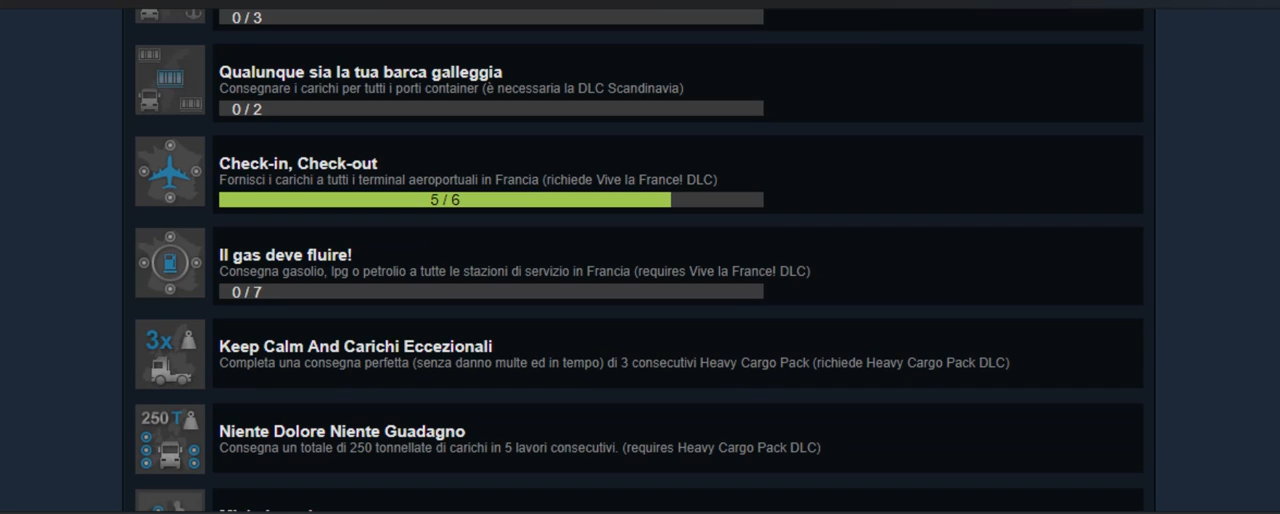 0 / 3
Qualunque sia la tua barca galleggia
Consegnare i carichi per tutti i porti container (è necessaria la DLC Scandinavia)
0 / 2
Check-in, Check-out
Fornisci i carichi a tutti i terminal aeroportuali in Francia (richiede Vive la France! DLC)
5 / 6
Il gas deve fluire!
Consegna gasolio, lpg o petrolio a tutte le stazioni di servizio in Francia (requires Vive la France! DLC)
0 / 7
3x
Keep Calm And Carichi Eccezionali
Completa una consegna perfetta (senza danno multe ed in tempo) di 3 consecutivi Heavy Cargo Pack (richiede Heavy Cargo Pack DLC)
250 T
Niente Dolore Niente Guadagno
Consegna un totale di 250 tonnellate di carichi in 5 lavori consecutivi. (requires Heavy Cargo Pack DLC)